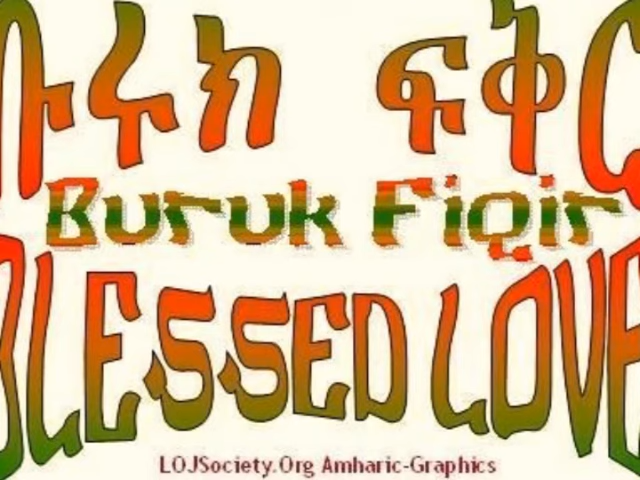 ቡሩክ ፍቅር
Buruk Fiqir
BLESSED LOVE
LOJSociety.Org Amharic-Graphics